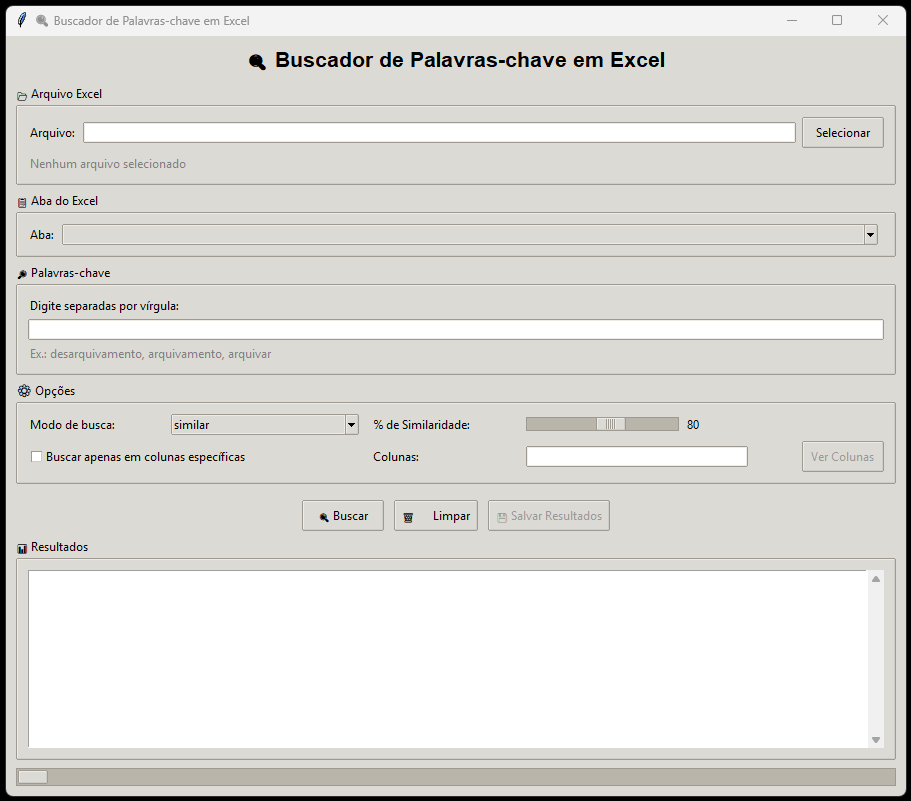 Buscador de Palavras-chave em Excel
Buscador de Palavras-chave em Excel
Arquivo Excel
Arquivo:
Selecionar
Nenhum arquivo selecionado
Aba do Excel
Aba:
Palavras-chave
Digite separadas por vírgula:
Ex.: desarquivamento, arquivamento, arquivar
Opções
Modo de busca: similar % de Similaridade: 80
Buscar apenas em colunas específicas Colunas: Ver Colunas
Buscar Limpar Salvar Resultados
Resultados